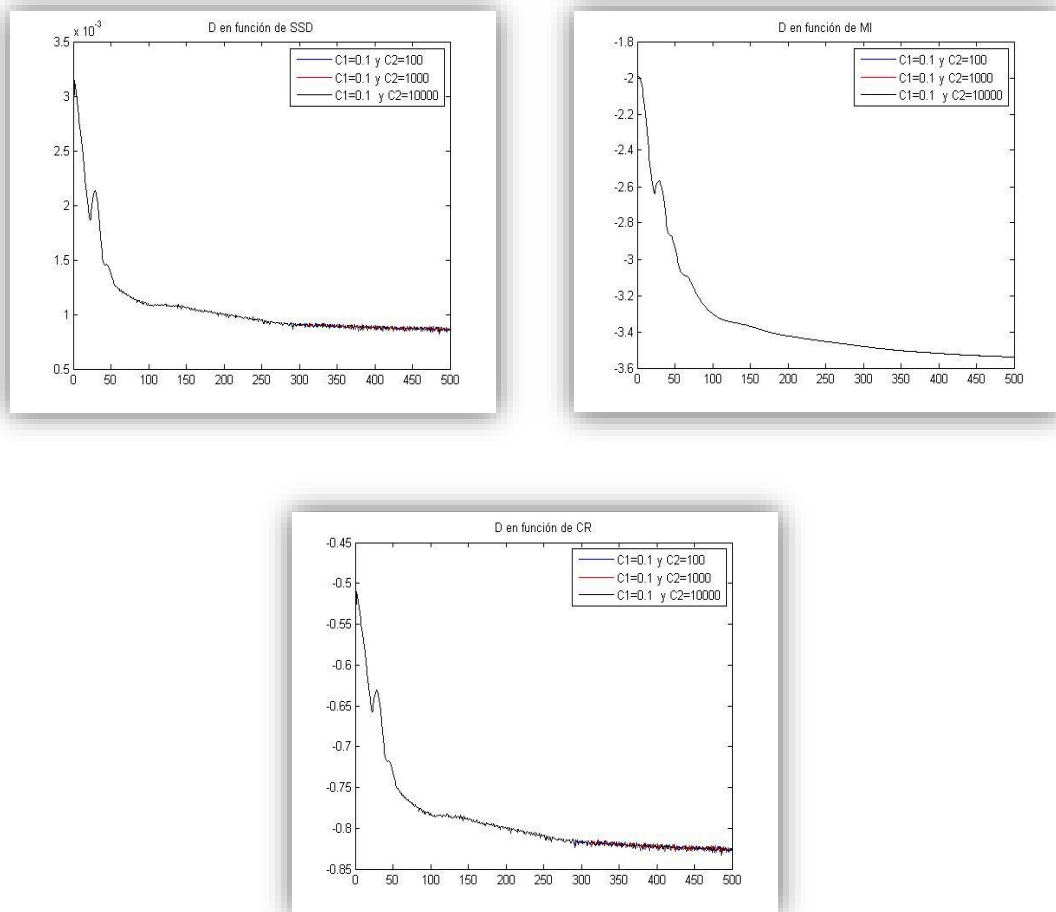 D en función de SSD
x 10^-3
3.5
3
2.5
2
1.5
1
0.5
0 50 100 150 200 250 300 350 400 450 500
C1=0.1 y C2=100
C1=0.1 y C2=1000
C1=0.1 y C2=10000
D en función de MI
-1.8
-2
-2.2
-2.4
-2.6
-2.8
-3
-3.2
-3.4
-3.6
0 50 100 150 200 250 300 350 400 450 500
C1=0.1 y C2=100
C1=0.1 y C2=1000
C1=0.1 y C2=10000
D en función de CR
-0.45
-0.5
-0.55
-0.6
-0.65
-0.7
-0.75
-0.8
-0.85
0 50 100 150 200 250 300 350 400 450 500
C1=0.1 y C2=100
C1=0.1 y C2=1000
C1=0.1 y C2=10000